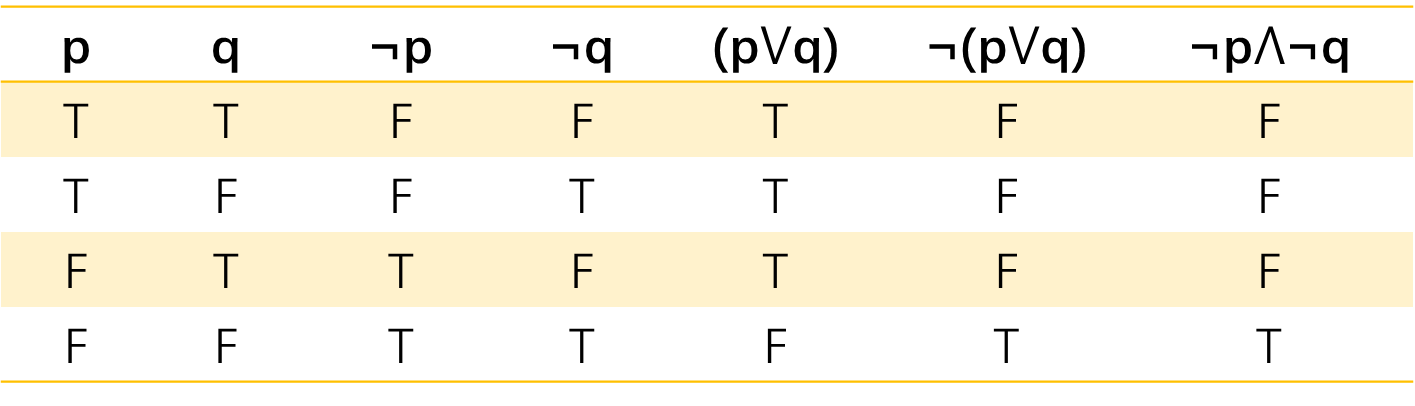 p q ¬p ¬q (p∨q) ¬(p∨q) ¬p∧¬q
T T F F T F F
T F F T T F F
F T T F T F F
F F T T F T T